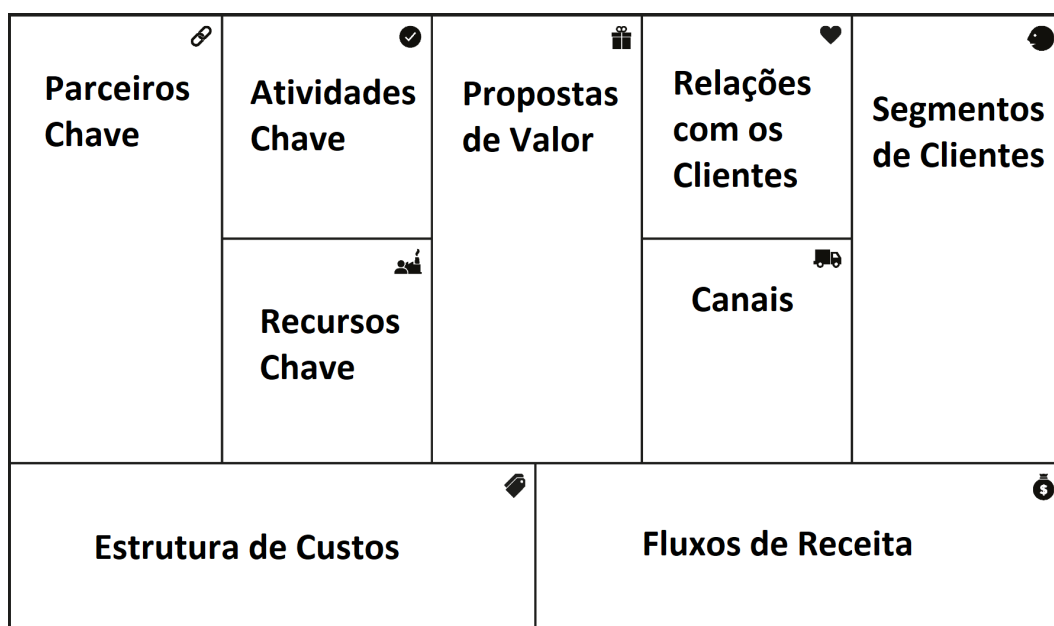 Parceiros
Chave
Atividades
Chave
Recursos
Chave
Propostas
de Valor
Relações
com os
Clientes
Canais
Segmentos
de Clientes
Estrutura de Custos
Fluxos de Receita
$